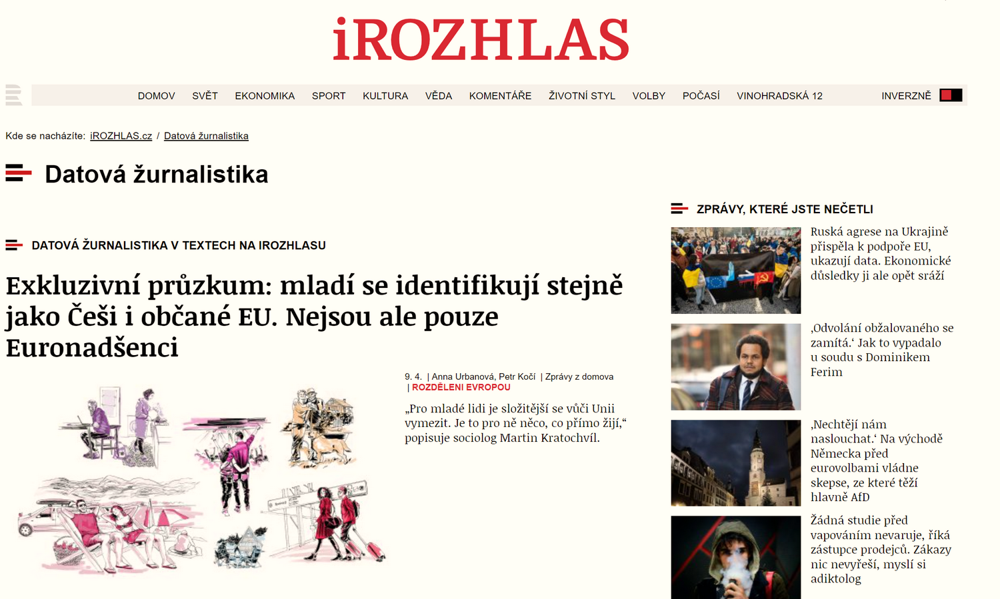 iROZHLAS
DOMOV SVĚT EKONOMIKA SPORT KULTURA VĚDA KOMENTÁŘE ŽIVOTNÍ STYL VOLBY POČASÍ VINOHRADSKÁ 12 INVERZNĚ
Kde se nacházíte: iROZHLAS.cz / Datová žurnalistika
Datová žurnalistika
DATOVÁ ŽURNALISTIKA V TEXTECH NA IROZHLASU
Exkluzivní průzkum: mladí se identifikují stejně
jako Češi i občané EU. Nejsou ale pouze
Euronadšenci
9. 4. | Anna Urbanová, Petr Kočí | Zprávy z domova
| ROZDĚLENI EVROPOU
„Pro mladé lidi je složitější se vůči Unii
vymezit. Je to pro ně něco, co přímo žijí,“
popisuje sociolog Martin Kratochvíl.
ZPRÁVY, KTERÉ JSTE NEČETLI
Ruská agrese na Ukrajině
přispěla k podpoře EU,
ukazují data. Ekonomické
důsledky ji ale opět sráží
‚Odvolání obžalovaného se
zamítá.‘ Jak to vypadalo
u soudu s Dominikem
Ferim
‚Nechtějí nám
naslouchat.‘ Na východě
Německa před
eurovolbami vládne
skepse, ze které těží
hlavně AfD
Žádná studie před
vapováním nevaruje, říká
zástupce prodejců. Zákazy
nic nevyřeší, myslí si
adiktolog